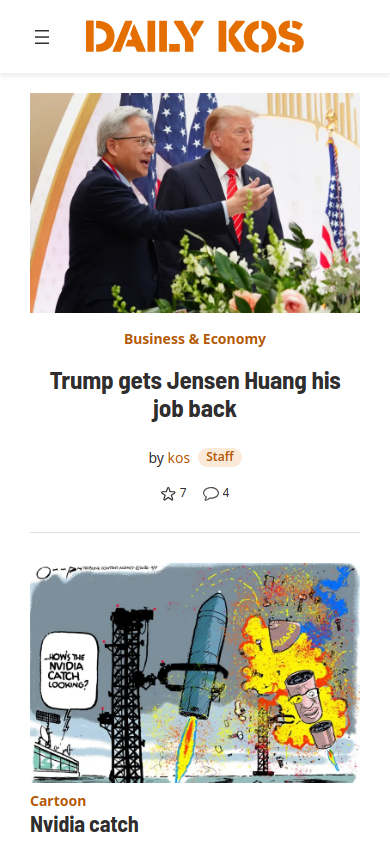 DAILY KOS
Business & Economy
Trump gets Jensen Huang his
job back
by kos Staff
7 4
HOW'S THE
NVIDIA
CATCH
LOOKING?
HUANG
Cartoon
Nvidia catch